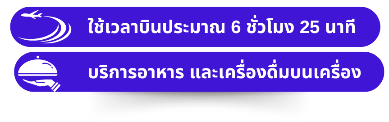 ใช้เวลาบินประมาณ 6 ชั่วโมง 25 นาที
บริการอาหาร และเครื่องดื่มบนเครื่อง